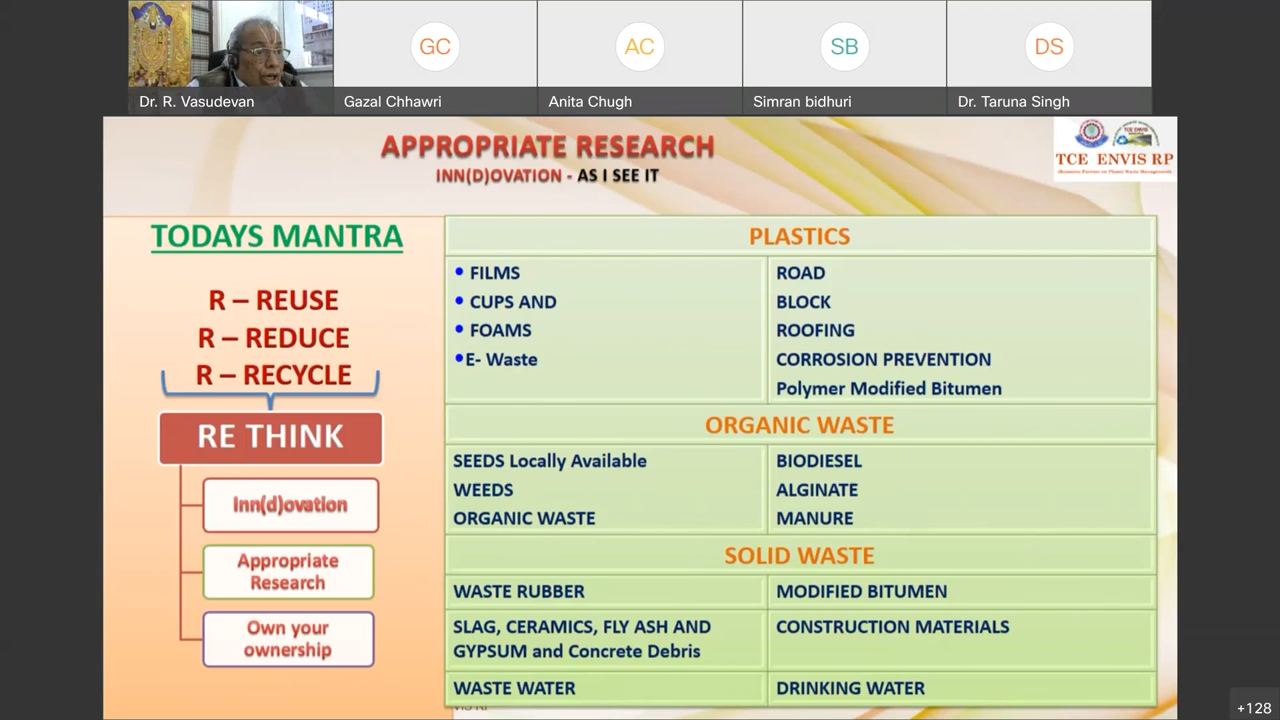 GC
AC
SB
DS
Dr. R. Vasudevan
Gazal Chhawri
Anita Chugh
Simran bidhuri
Dr. Taruna Singh
APPROPRIATE RESEARCH
INN(D)OVATION - AS I SEE IT
TCE ENVIS RP
TODAYS MANTRA
R – REUSE
R – REDUCE
R – RECYCLE
RE THINK
Inn(d)ovation
Appropriate
Research
Own your
ownership
PLASTICS
• FILMS
• CUPS AND
• FOAMS
• E- Waste
ROAD
BLOCK
ROOFING
CORROSION PREVENTION
Polymer Modified Bitumen
ORGANIC WASTE
SEEDS Locally Available
WEEDS
ORGANIC WASTE
BIODIESEL
ALGINATE
MANURE
SOLID WASTE
WASTE RUBBER
MODIFIED BITUMEN
SLAG, CERAMICS, FLY ASH AND
GYPSUM and Concrete Debris
CONSTRUCTION MATERIALS
WASTE WATER
DRINKING WATER
+128